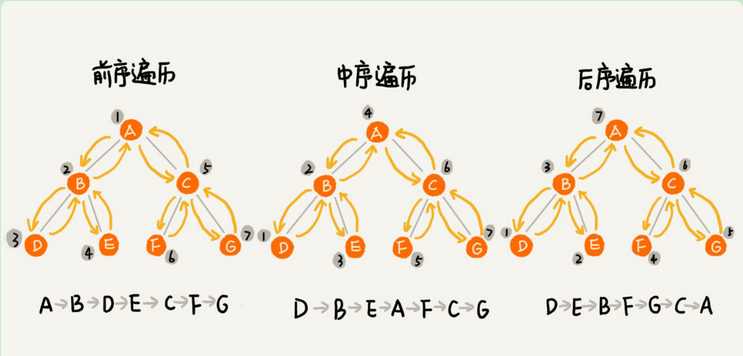 前序遍历 中序遍历 后序遍历
1 4 7
A A A
2 5 2 6 3 6
B C B C B C
3 D 4 E F 6 G 7 1 D 3 E F 5 G 7 1 D 2 E F 4 G 5
A→B→D→E→C→F→G
D→B→E→A→F→C→G
D→E→B→F→G→C→A